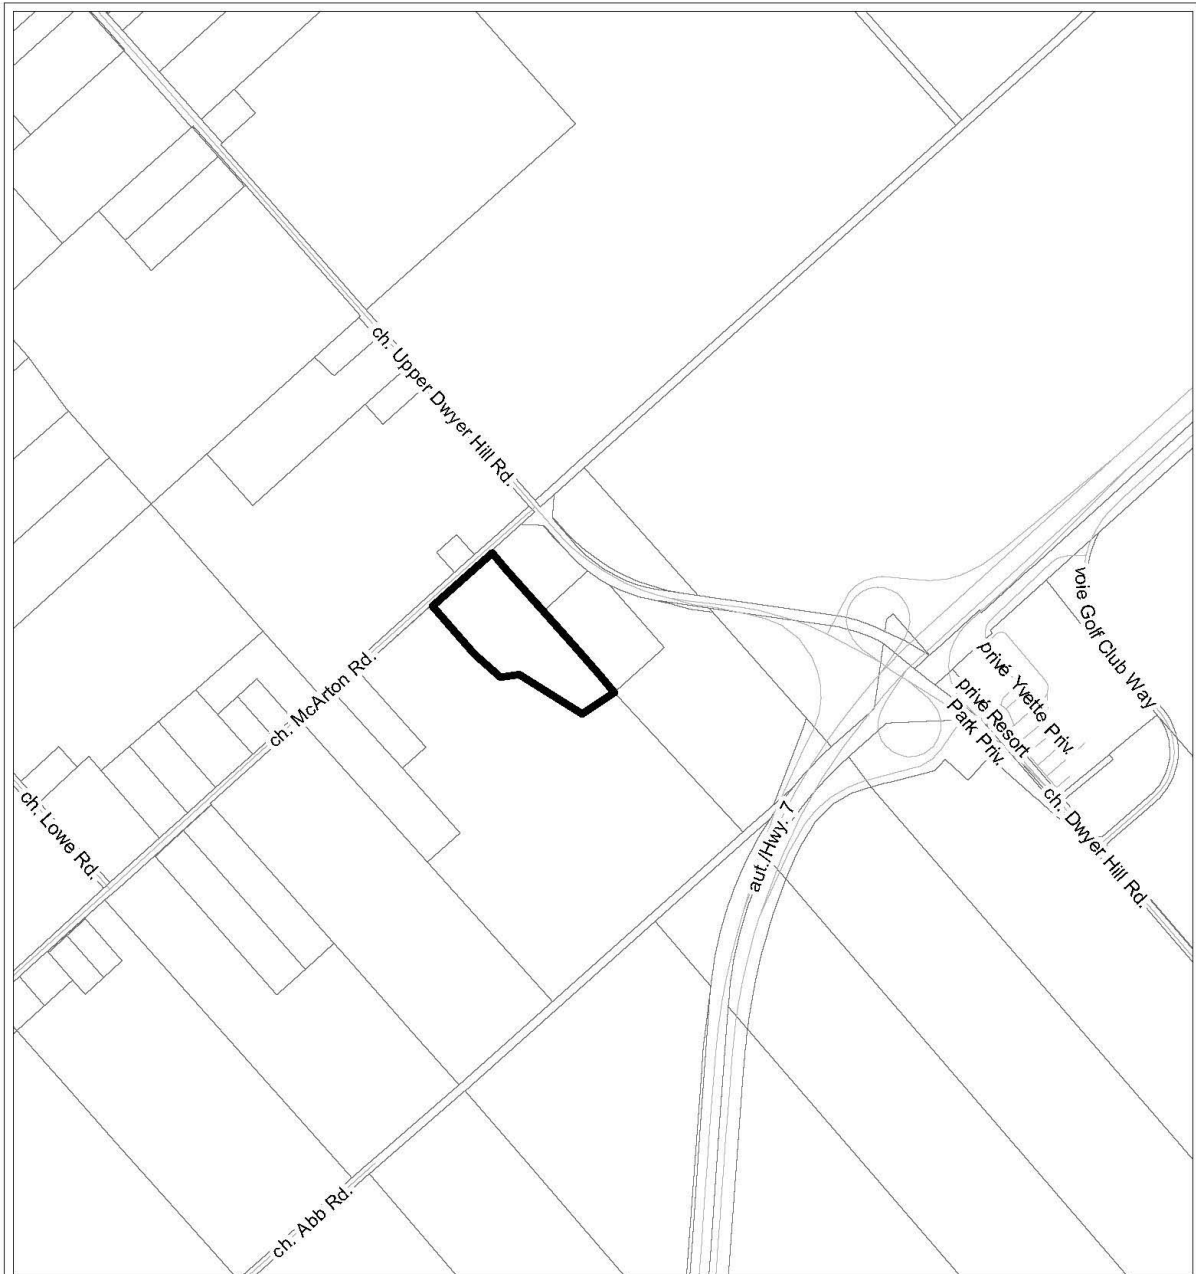 ch. Upper Dwyer Hill Rd.
ch. McArton Rd.
ch. Lowe Rd.
voie Golf Club Way
privé Yvette Priv.
privé Resort
Park Priv.
ch. Dwyer Hill Rd.
aut./Hwy. 7
ch. Abb Rd.